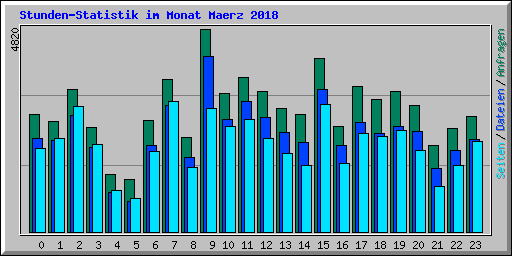 Stunden-Statistik im Monat Maerz 2018
4820
Seiten / Dateien / Anfragen
0 1 2 3 4 5 6 7 8 9 10 11 12 13 14 15 16 17 18 19 20 21 22 23